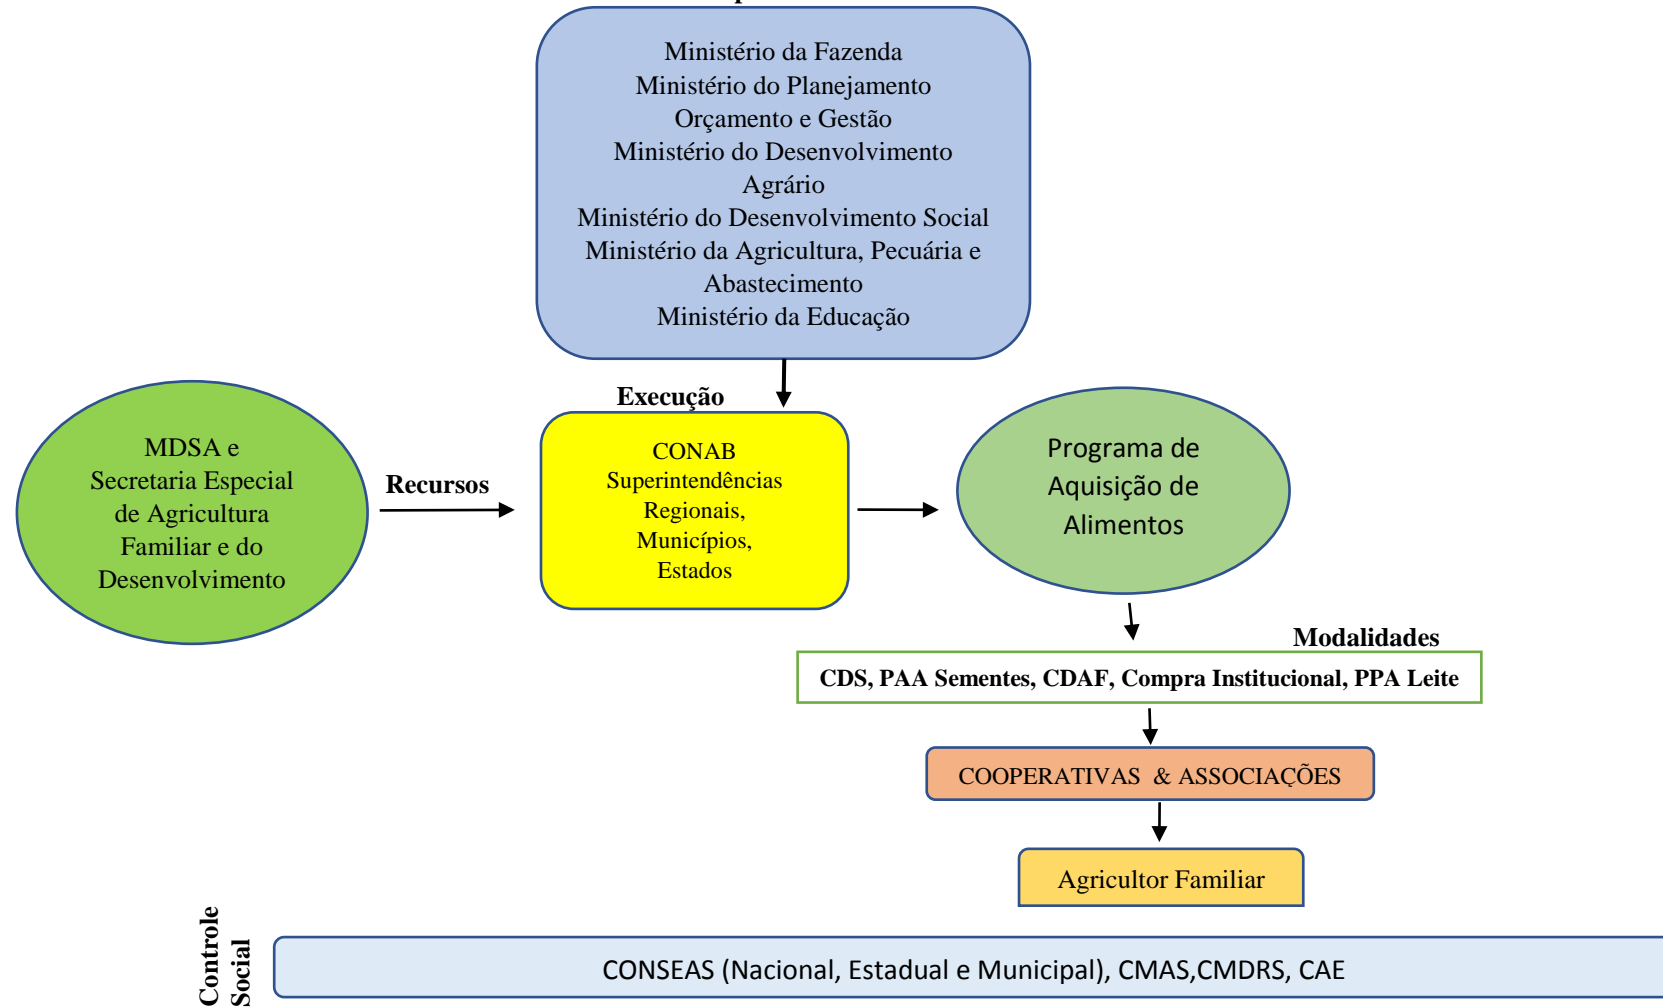 Ministério da Fazenda
Ministério do Planejamento
Orçamento e Gestão
Ministério do Desenvolvimento
Agrário
Ministério do Desenvolvimento Social
Ministério da Agricultura, Pecuária e
Abastecimento
Ministério da Educação
MDSA e
Secretaria Especial
de Agricultura
Familiar e do
Desenvolvimento
Recursos
Execução
CONAB
Superintendências
Regionais,
Municípios,
Estados
Programa de
Aquisição de
Alimentos
Modalidades
CDS, PAA Sementes, CDAF, Compra Institucional, PPA Leite
COOPERATIVAS & ASSOCIAÇÕES
Agricultor Familiar
Controle
Social
CONSEAS (Nacional, Estadual e Municipal), CMAS,CMDRS, CAE